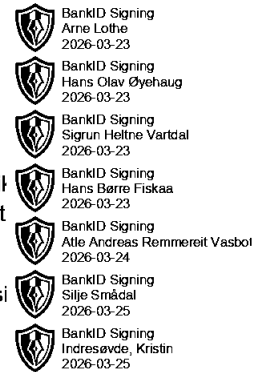 BankID Signing
Arne Lothe
2026-03-23
BankID Signing
Hans Olav Øyehaug
2026-03-23
BankID Signing
Sigrun Heltne Vartdal
2026-03-23
BankID Signing
Hans Børre Fiskaa
2026-03-23
BankID Signing
Atle Andreas Remmereit Vasbot
2026-03-24
BankID Signing
Silje Smådal
2026-03-25
BankID Signing
Indresøvde, Kristin
2026-03-25